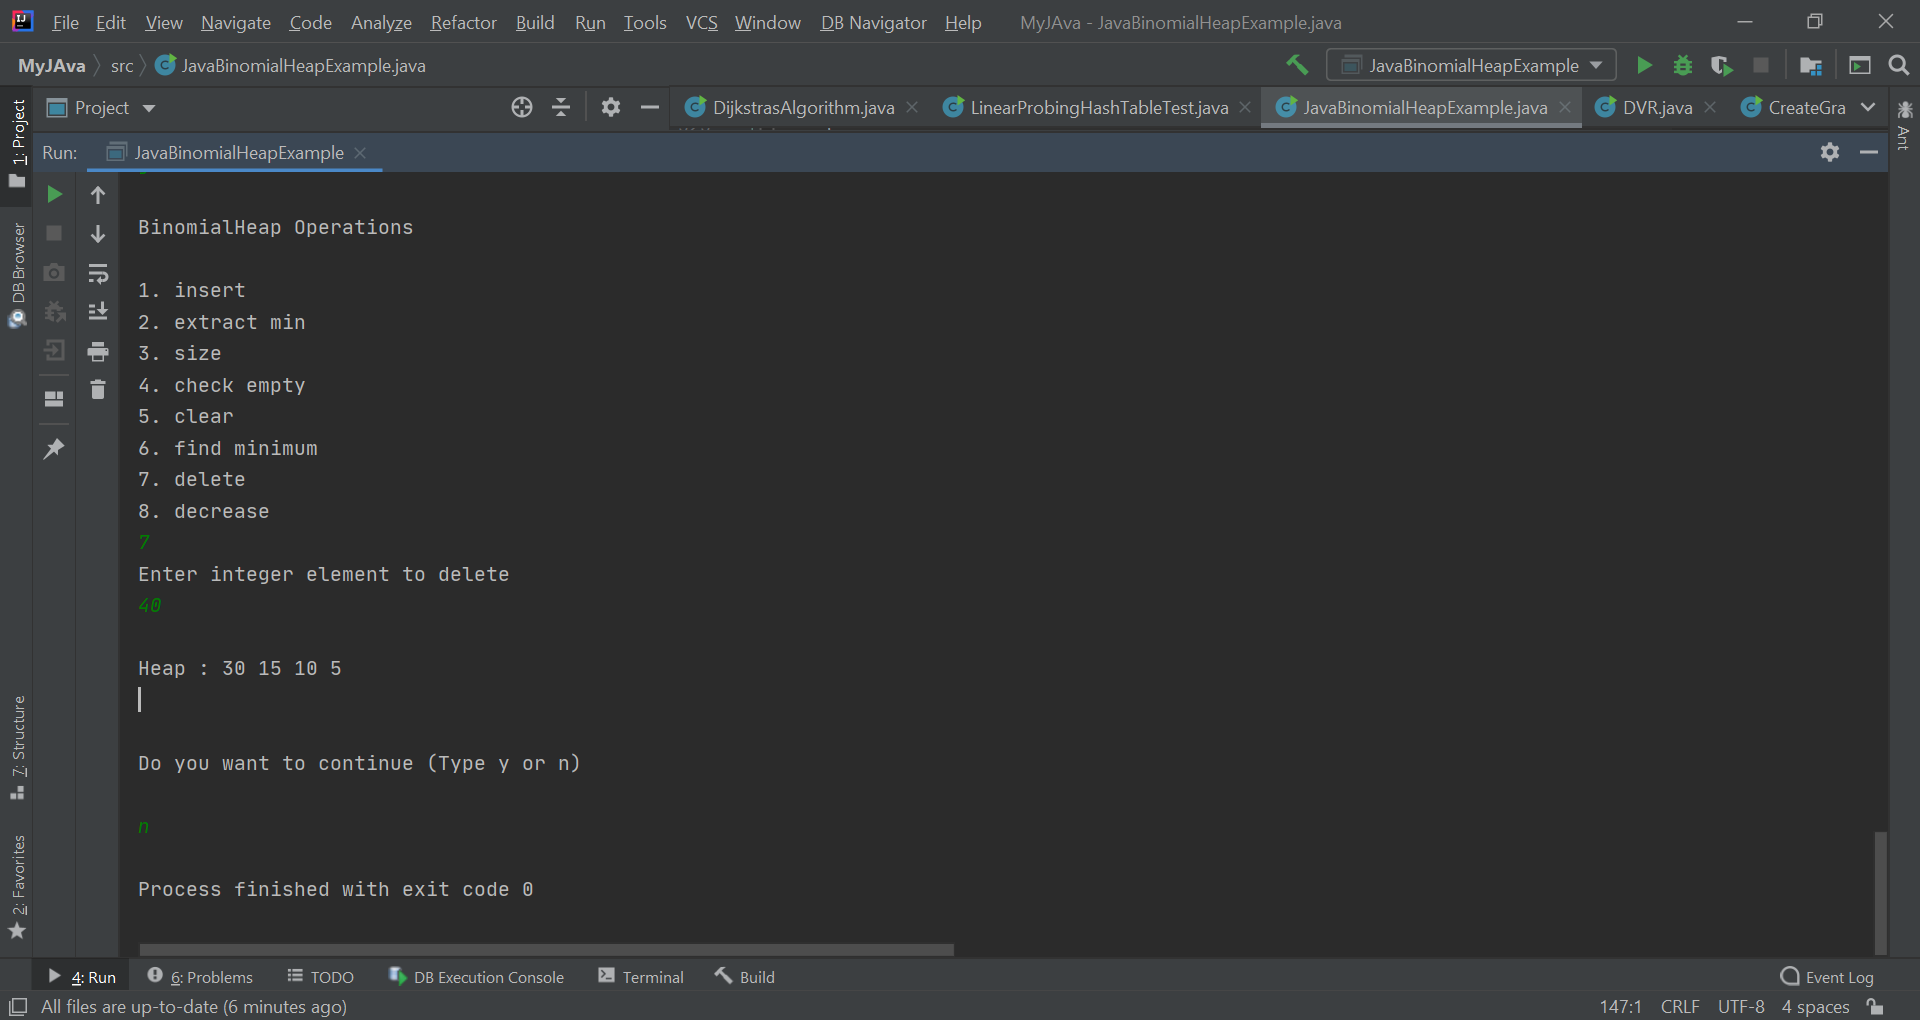 File Edit View Navigate Code Analyze Refactor Build Run Tools VCS Window DB Navigator Help MyJAva - JavaBinomialHeapExample.java
MyJAva src JavaBinomialHeapExample.java JavaBinomialHeapExample
Project DijkstrasAlgorithm.java LinearProbingHashTableTest.java JavaBinomialHeapExample.java DVR.java CreateGra
Run: JavaBinomialHeapExample
1: Project
DB Browser
7: Structure
2: Favorites
Ant
BinomialHeap Operations
1. insert
2. extract min
3. size
4. check empty
5. clear
6. find minimum
7. delete
8. decrease
7
Enter integer element to delete
40
Heap : 30 15 10 5
Do you want to continue (Type y or n)
n
Process finished with exit code 0
4: Run 6: Problems TODO DB Execution Console Terminal Build Event Log
All files are up-to-date (6 minutes ago) 147:1 CRLF UTF-8 4 spaces